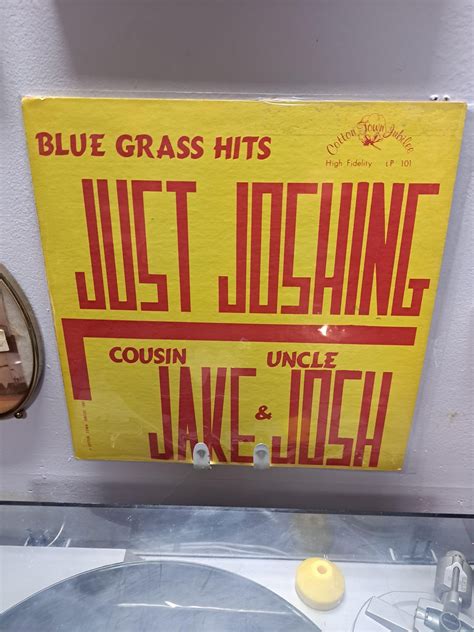 BLUE GRASS HITS
Cotton Town Jubilee
High Fidelity LP 101
JUST JOSHING
COUSIN UNCLE
JAKE & JOSH